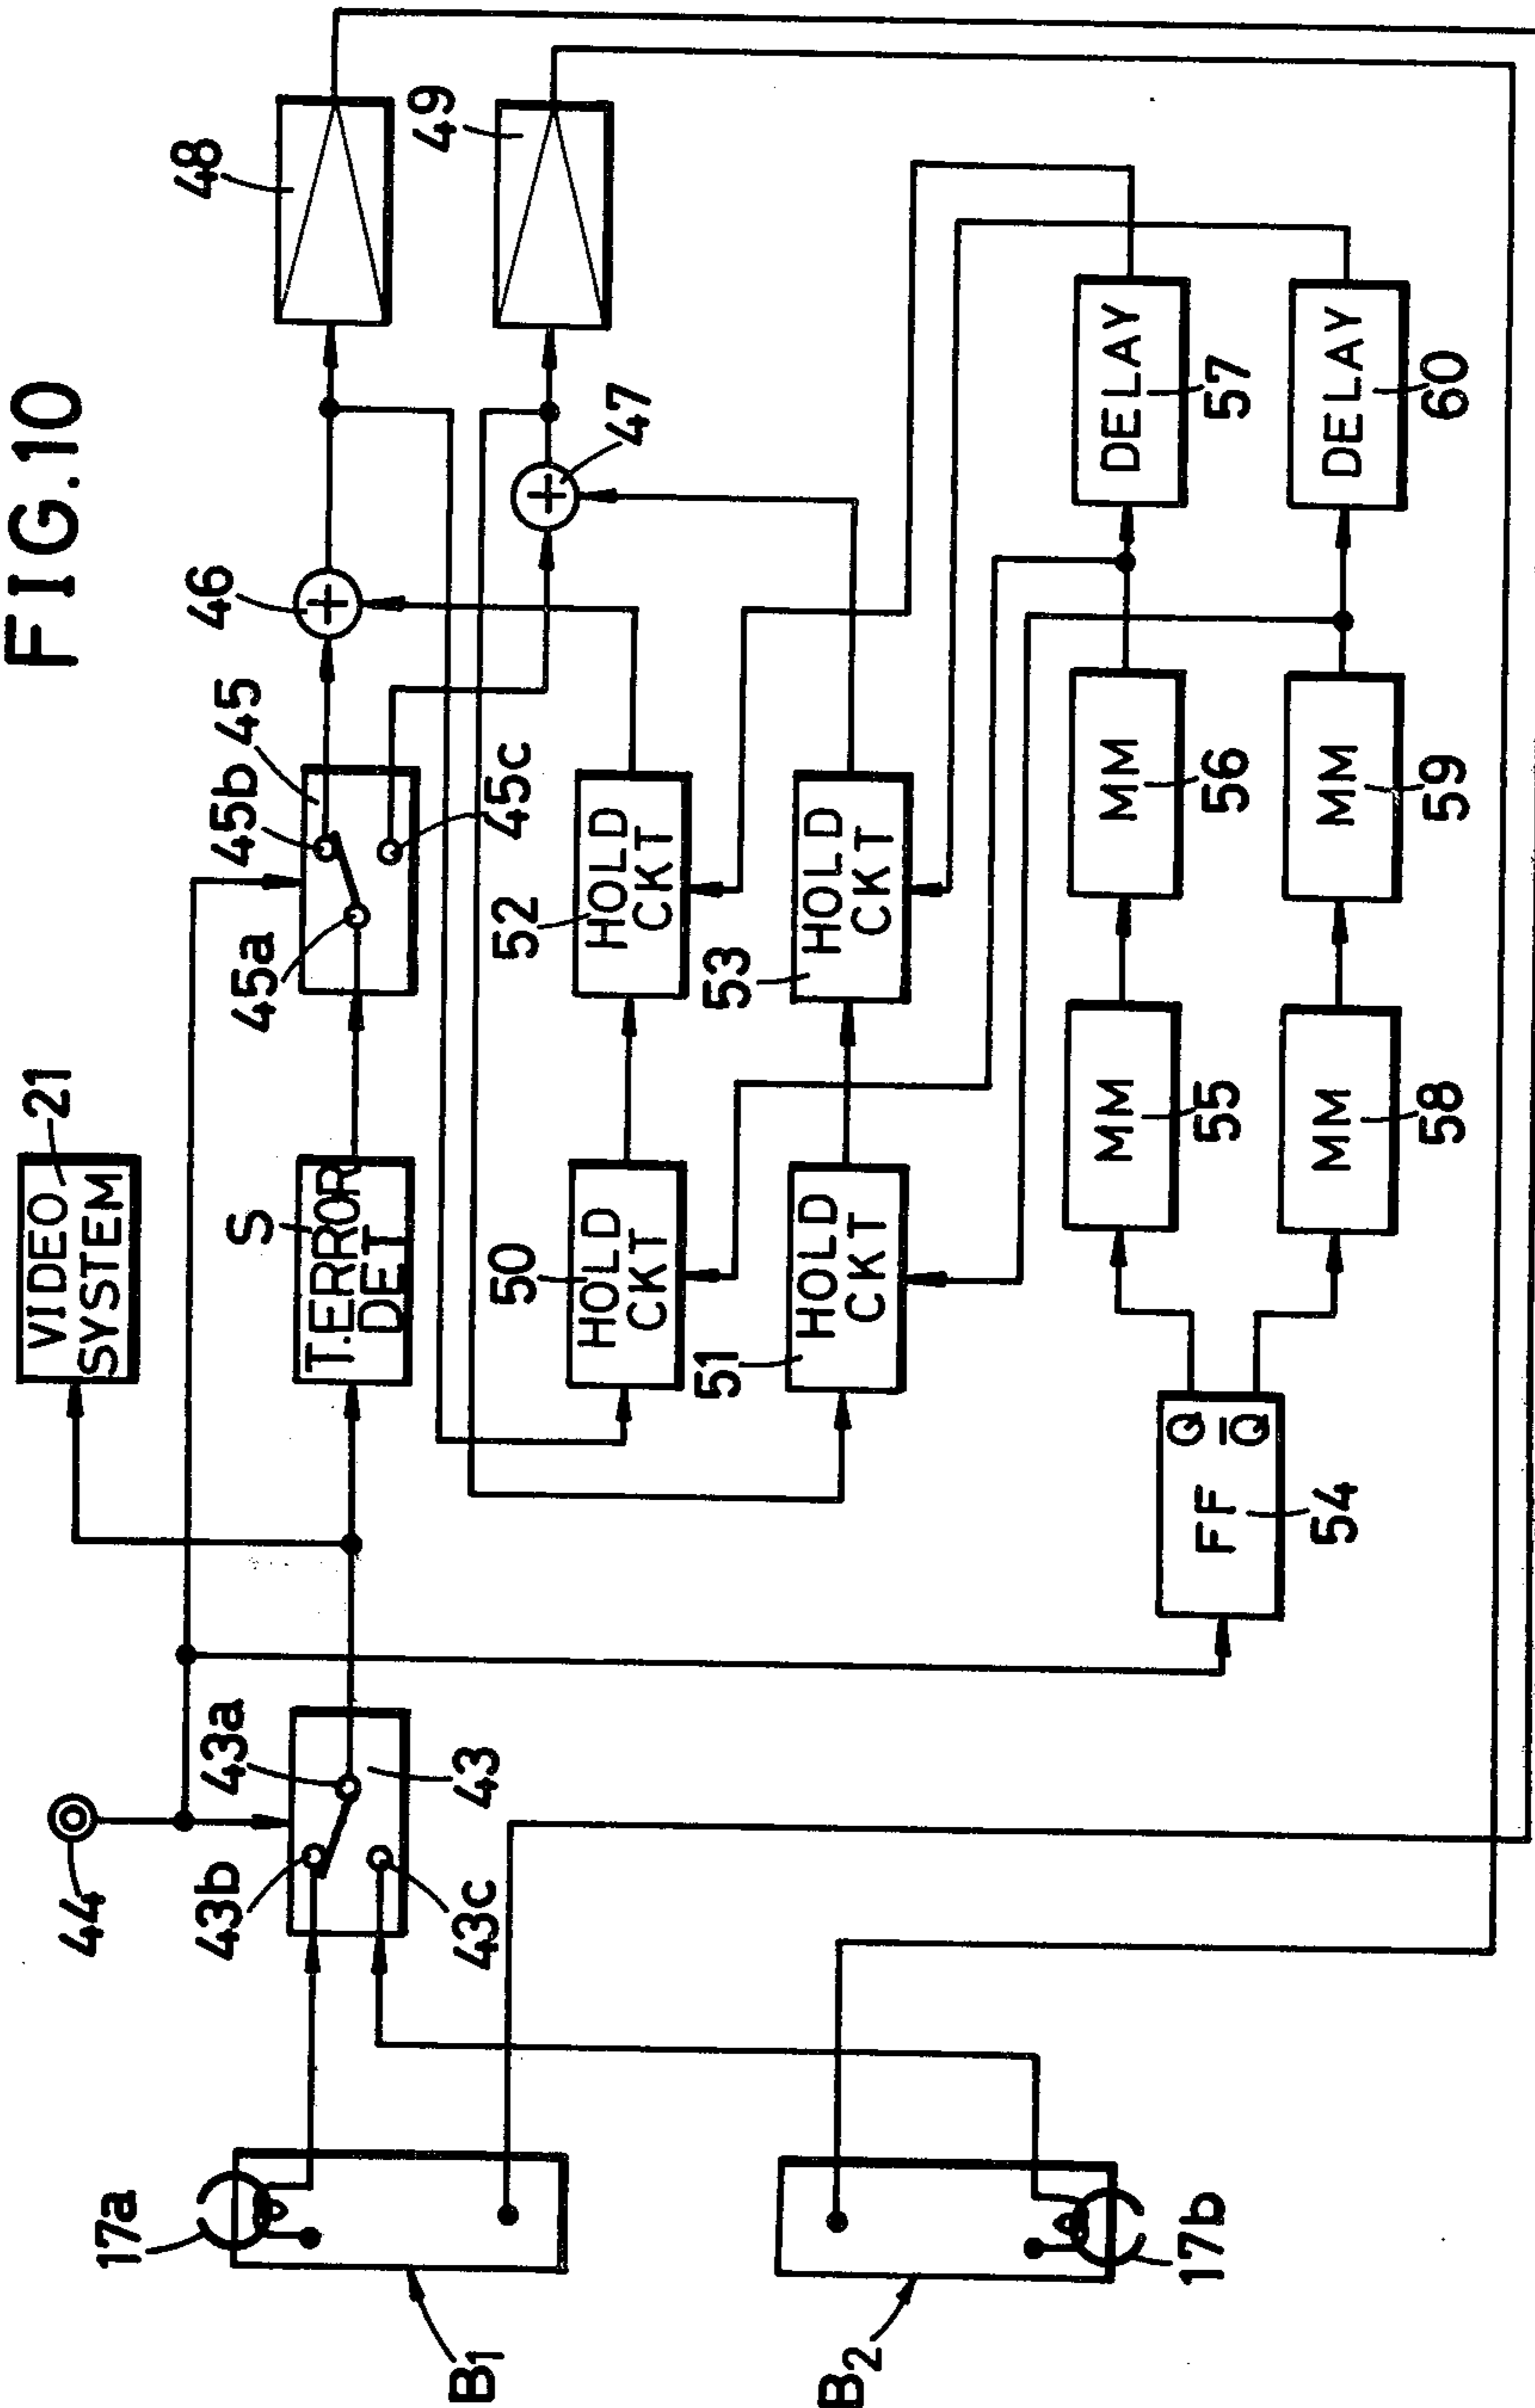 FIG.10
48
49
46
47
45
45b
45a
45c
VIDEO
SYSTEM
21
S
T.ERROR
DET
52
HOLD
CKT
53
HOLD
CKT
50
HOLD
CKT
51
HOLD
CKT
DELAY
57
DELAY
60
MM
56
MM
59
MM
55
MM
58
Q
Q̅
FF
54
44
43a
43b
43
43c
17a
B1
B2
17b